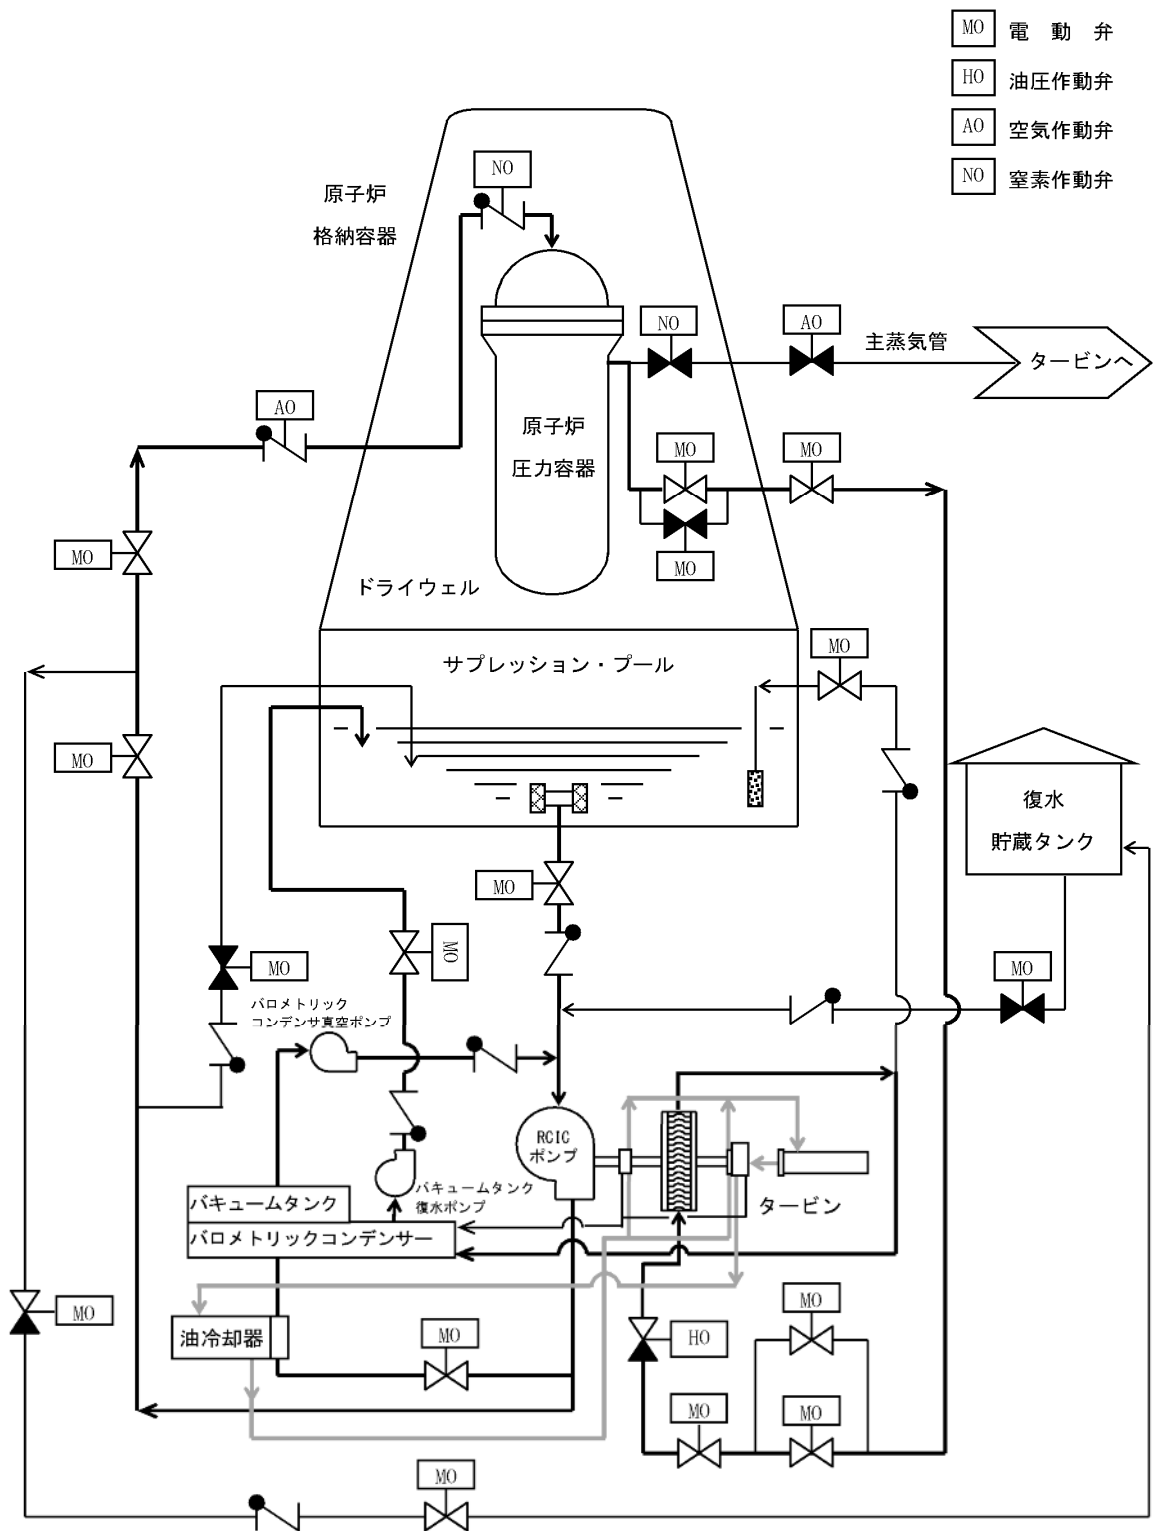 MO 電動弁
HO 油圧作動弁
AO 空気作動弁
NO 窒素作動弁
NO
原子炉
格納容器
NO
AO
主蒸気管
タービンへ
AO
原子炉
圧力容器
MO
MO
MO
MO
ドライウェル
MO
サプレッション・プール
MO
復水
貯蔵タンク
MO
MO
MO
MO
バロメトリック
コンデンサ真空ポンプ
RCIC
ポンプ
バキュームタンク
バキュームタンク
復水ポンプ
タービン
バロメトリックコンデンサー
MO
MO
MO
HO
油冷却器
MO
MO
MO